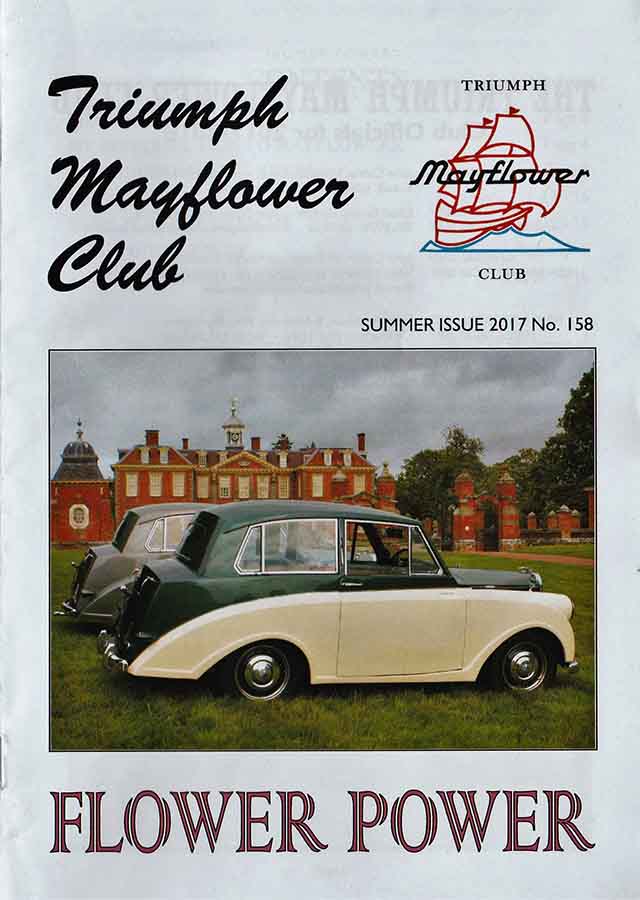 Triumph
Mayflower
Club
TRIUMPH
Mayflower
CLUB
SUMMER ISSUE 2017 No. 158
FLOWER POWER